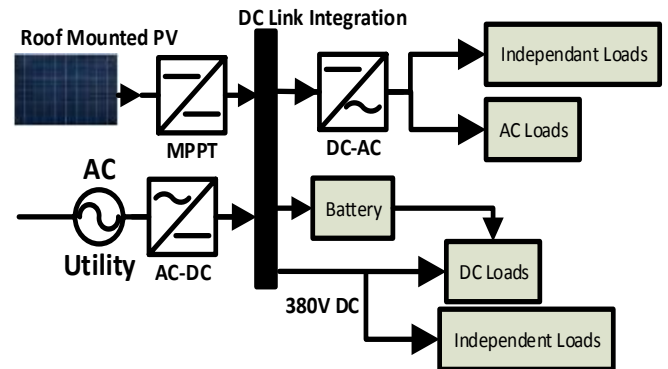 DC Link Integration
Roof Mounted PV
MPPT
DC-AC
Independant Loads
AC Loads
AC
Utility
AC-DC
Battery
DC Loads
380V DC
Independent Loads